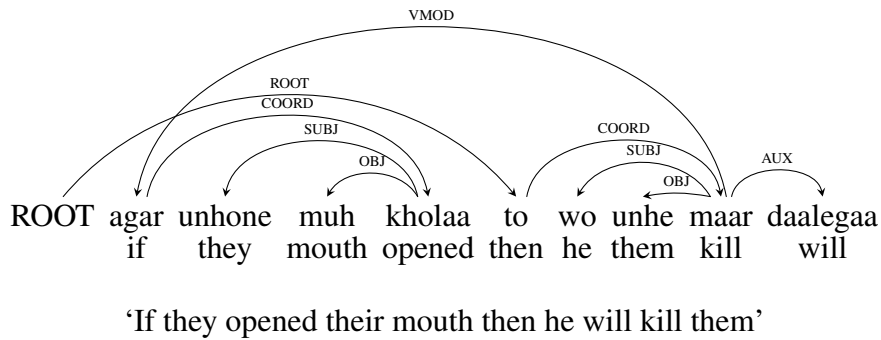 VMOD
ROOT
COORD
SUBJ
OBJ
COORD
SUBJ
OBJ
AUX
ROOT agar unhone muh kholaa to wo unhe maar daalegaa
if they mouth opened then he them kill will
‘If they opened their mouth then he will kill them’